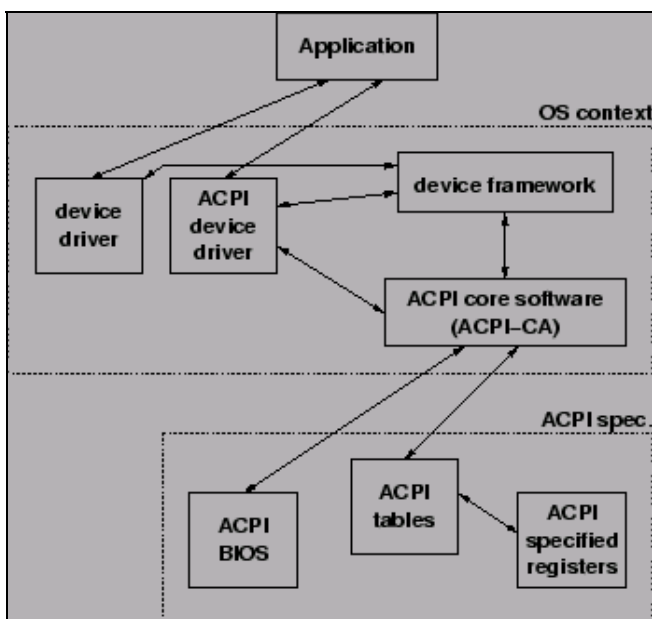 Application
OS context
device
driver
ACPI
device
driver
device framework
ACPI core software
(ACPI–CA)
ACPI spec.
ACPI
BIOS
ACPI
tables
ACPI
specified
registers